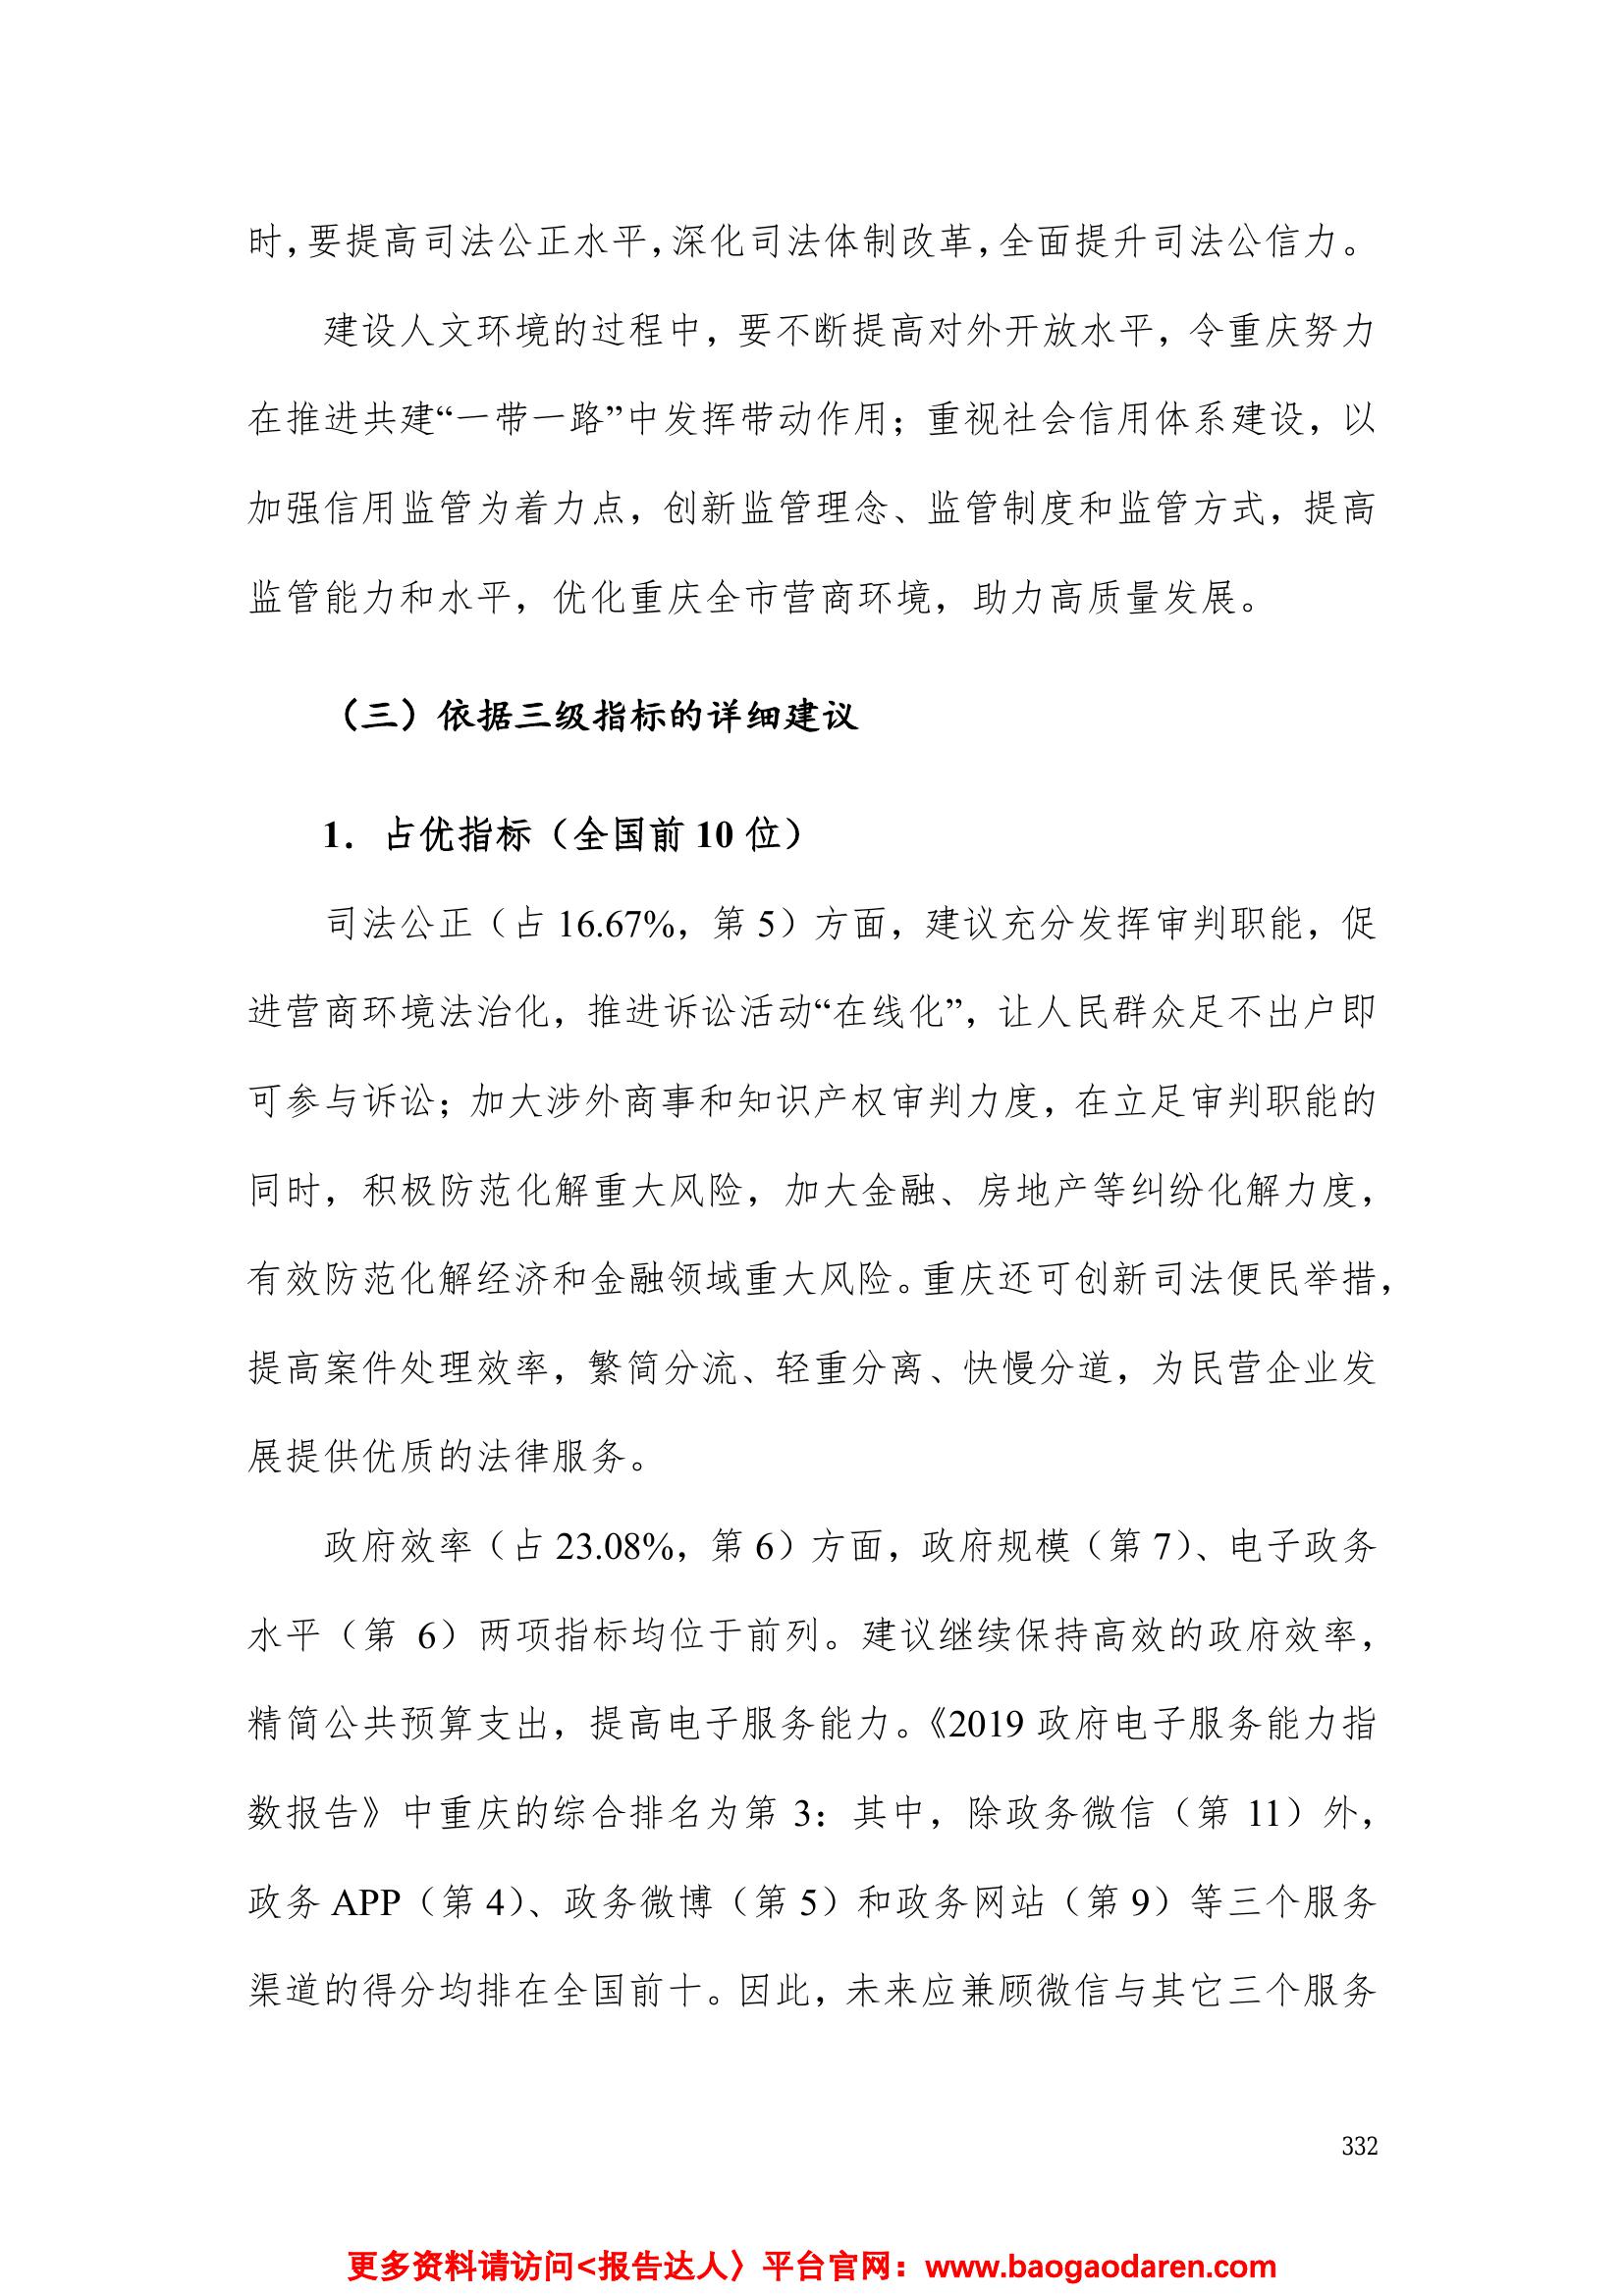 时,要提高司法公正水平,深化司法体制改革,全面提升司法公信力。
建设人文环境的过程中，要不断提高对外开放水平，令重庆努力
在推进共建“一带一路”中发挥带动作用；重视社会信用体系建设，以
加强信用监管为着力点，创新监管理念、监管制度和监管方式，提高
监管能力和水平，优化重庆全市营商环境，助力高质量发展。
（三）依据三级指标的详细建议
1．占优指标（全国前 10 位）
司法公正（占 16.67%，第 5）方面，建议充分发挥审判职能，促
进营商环境法治化，推进诉讼活动“在线化”，让人民群众足不出户即
可参与诉讼；加大涉外商事和知识产权审判力度，在立足审判职能的
同时，积极防范化解重大风险，加大金融、房地产等纠纷化解力度，
有效防范化解经济和金融领域重大风险。重庆还可创新司法便民举措，
提高案件处理效率，繁简分流、轻重分离、快慢分道，为民营企业发
展提供优质的法律服务。
政府效率（占 23.08%，第 6）方面，政府规模（第 7）、电子政务
水平（第 6）两项指标均位于前列。建议继续保持高效的政府效率，
精简公共预算支出，提高电子服务能力。《2019 政府电子服务能力指
数报告》中重庆的综合排名为第 3：其中，除政务微信（第 11）外，
政务 APP（第 4）、政务微博（第 5）和政务网站（第 9）等三个服务
渠道的得分均排在全国前十。因此，未来应兼顾微信与其它三个服务
332
更多资料请访问<报告达人〉平台官网：www.baogaodaren.com